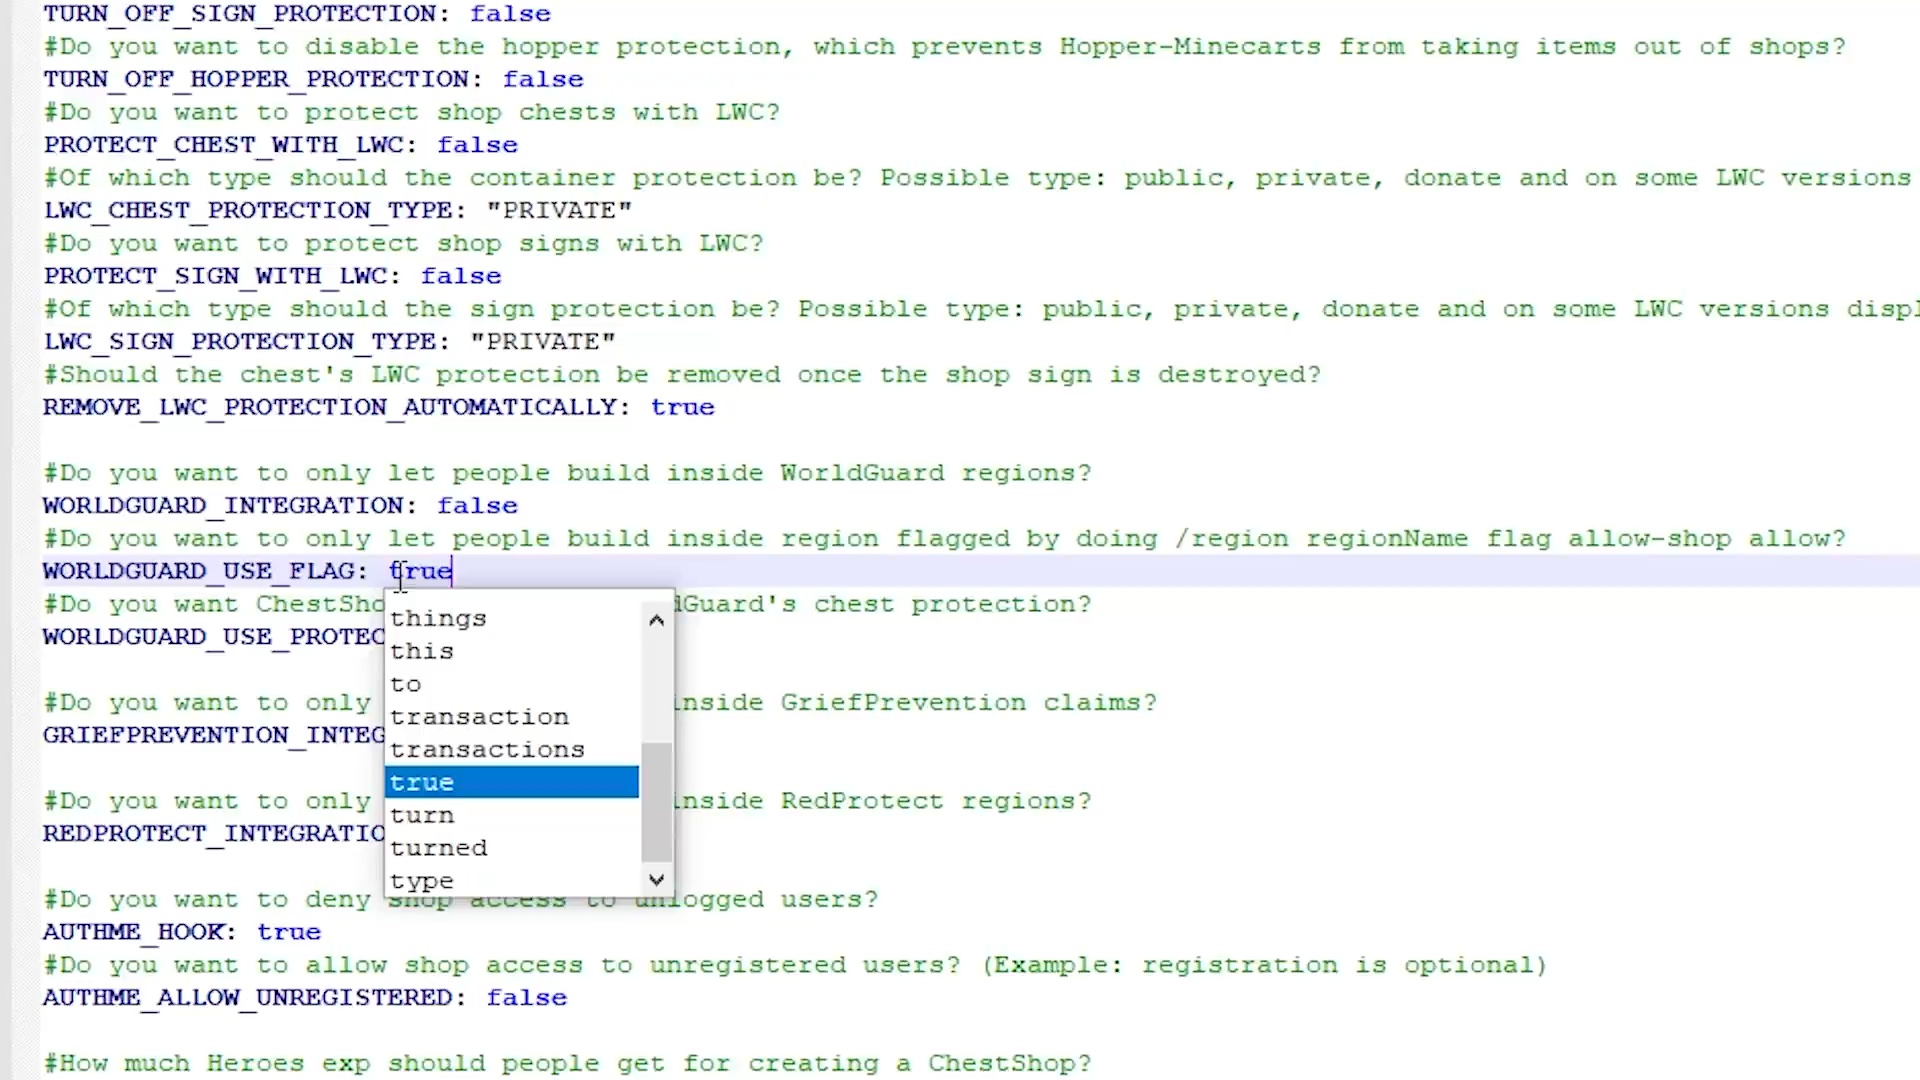 TURN_OFF_SIGN_PROTECTION: false
#Do you want to disable the hopper protection, which prevents Hopper-Minecarts from taking items out of shops?
TURN_OFF_HOPPER_PROTECTION: false
#Do you want to protect shop chests with LWC?
PROTECT_CHEST_WITH_LWC: false
#Of which type should the container protection be? Possible type: public, private, donate and on some LWC versions
LWC_CHEST_PROTECTION_TYPE: "PRIVATE"
#Do you want to protect shop signs with LWC?
PROTECT_SIGN_WITH_LWC: false
#Of which type should the sign protection be? Possible type: public, private, donate and on some LWC versions displ
LWC_SIGN_PROTECTION_TYPE: "PRIVATE"
#Should the chest's LWC protection be removed once the shop sign is destroyed?
REMOVE_LWC_PROTECTION_AUTOMATICALLY: true
#Do you want to only let people build inside WorldGuard regions?
WORLDGUARD_INTEGRATION: false
#Do you want to only let people build inside region flagged by doing /region regionName flag allow-shop allow?
WORLDGUARD_USE_FLAG: true
#Do you want ChestSho dGuard's chest protection?
things
WORLDGUARD_USE_PROTEC
this
to
#Do you want to only inside GriefPrevention claims?
transaction
GRIEFPREVENTION_INTEG
transactions
true
#Do you want to only inside RedProtect regions?
turn
REDPROTECT_INTEGRATIO
turned
type
#Do you want to deny shop access to unlogged users?
AUTHME_HOOK: true
#Do you want to allow shop access to unregistered users? (Example: registration is optional)
AUTHME_ALLOW_UNREGISTERED: false
#How much Heroes exp should people get for creating a ChestShop?